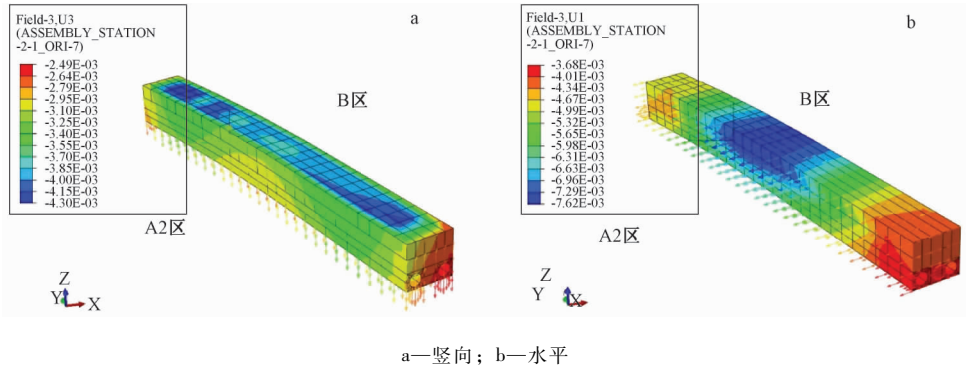 a
Field-3,U3
(ASSEMBLY_STATION
-2-1_ORI-7)
-2.49E-03
-2.64E-03
-2.79E-03
-2.95E-03
-3.10E-03
-3.25E-03
-3.40E-03
-3.55E-03
-3.70E-03
-3.85E-03
-4.00E-03
-4.15E-03
-4.30E-03
B区
A2区
Z
Y
X
b
Field-3,U1
(ASSEMBLY_STATION
-2-1_ORI-7)
-3.68E-03
-4.01E-03
-4.34E-03
-4.67E-03
-4.99E-03
-5.32E-03
-5.65E-03
-5.98E-03
-6.31E-03
-6.63E-03
-6.96E-03
-7.29E-03
-7.62E-03
B区
A2区
Z
Y
X
a—竖向；b—水平